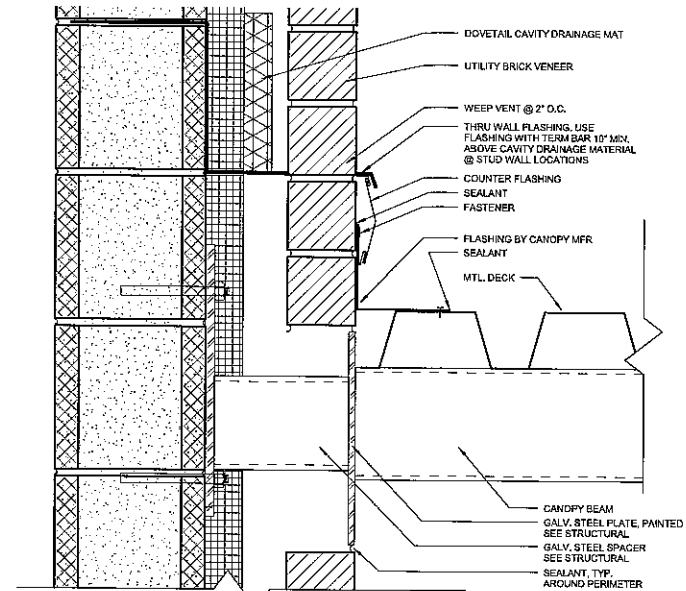 DOVETAIL CAVITY DRAINAGE MAT
UTILITY BRICK VENEER
WEEP VENT @ 2" O.C.
THRU WALL FLASHING, USE
FLASHING WITH TERM BAR 10" MIN.
ABOVE CAVITY DRAINAGE MATERIAL
@ STUD WALL LOCATIONS
COUNTER FLASHING
SEALANT
FASTENER
FLASHING BY CANOPY MFR
SEALANT
MTL. DECK
CANOPY BEAM
GALV. STEEL PLATE, PAINTED
SEE STRUCTURAL
GALV. STEEL SPACER
SEE STRUCTURAL
SEALANT, TYP.
AROUND PERIMETER